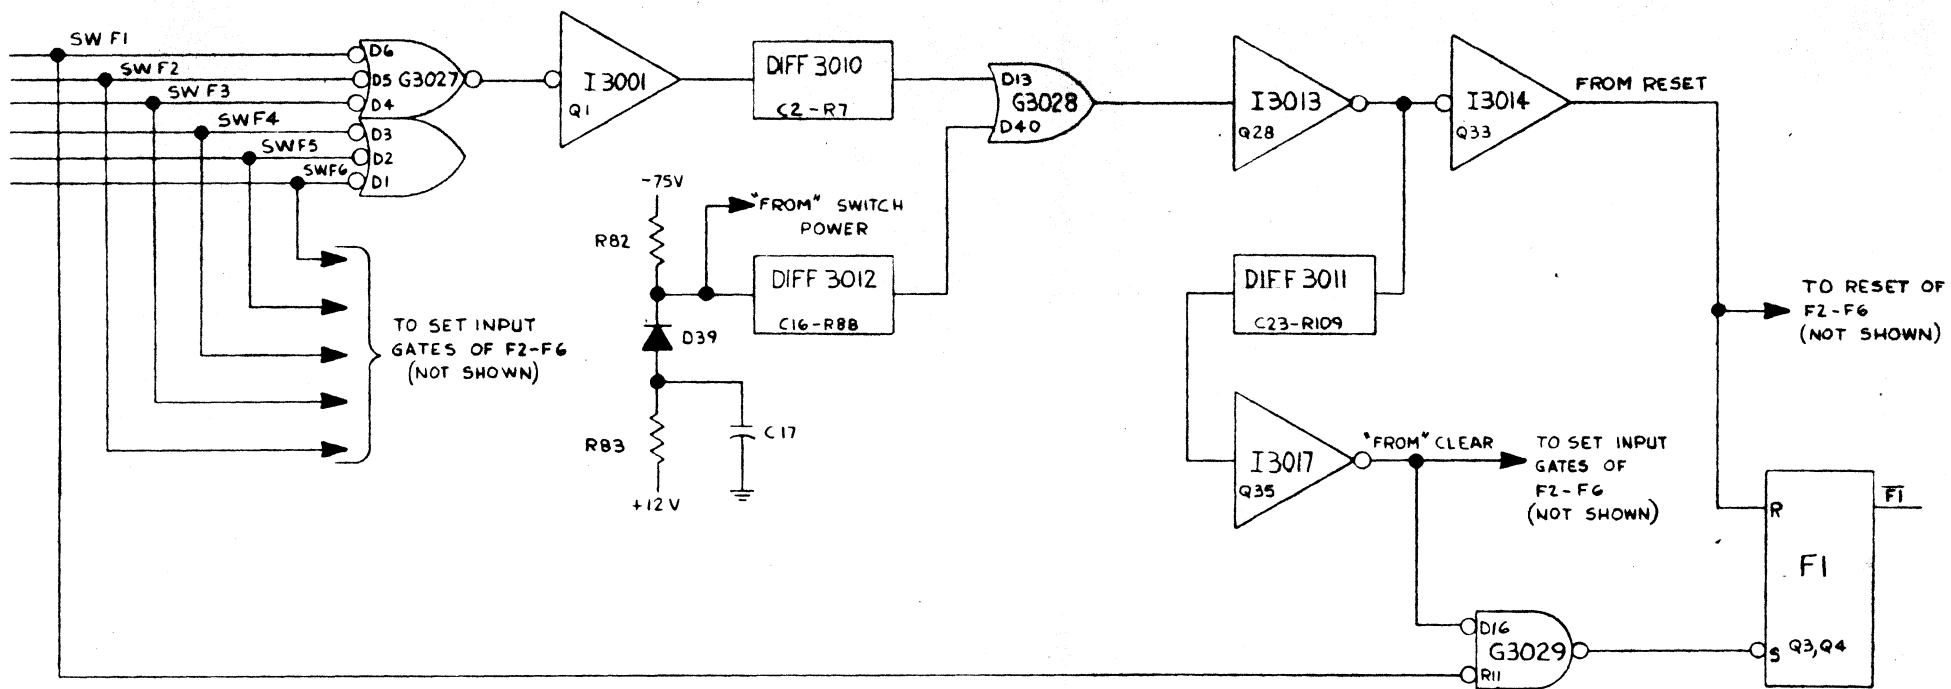 SW F1
SW F2
SW F3
SWF4
SWF5
SWF6
D6
D5
D4
D3
D2
D1
G3027
I3001
Q1
DIFF 3010
C2-R7
D13
G3028
D40
I3013
Q28
I3014
Q33
FROM RESET
-75V
R82
"FROM" SWITCH
POWER
DIFF 3012
C16-R88
D39
R83
C17
+12V
DIFF 3011
C23-R109
TO SET INPUT
GATES OF F2-F6
(NOT SHOWN)
TO RESET OF
F2-F6
(NOT SHOWN)
I3017
Q35
"FROM" CLEAR
TO SET INPUT
GATES OF
F2-F6
(NOT SHOWN)
R
F1
F1
S
Q3,Q4
D16
G3029
R11